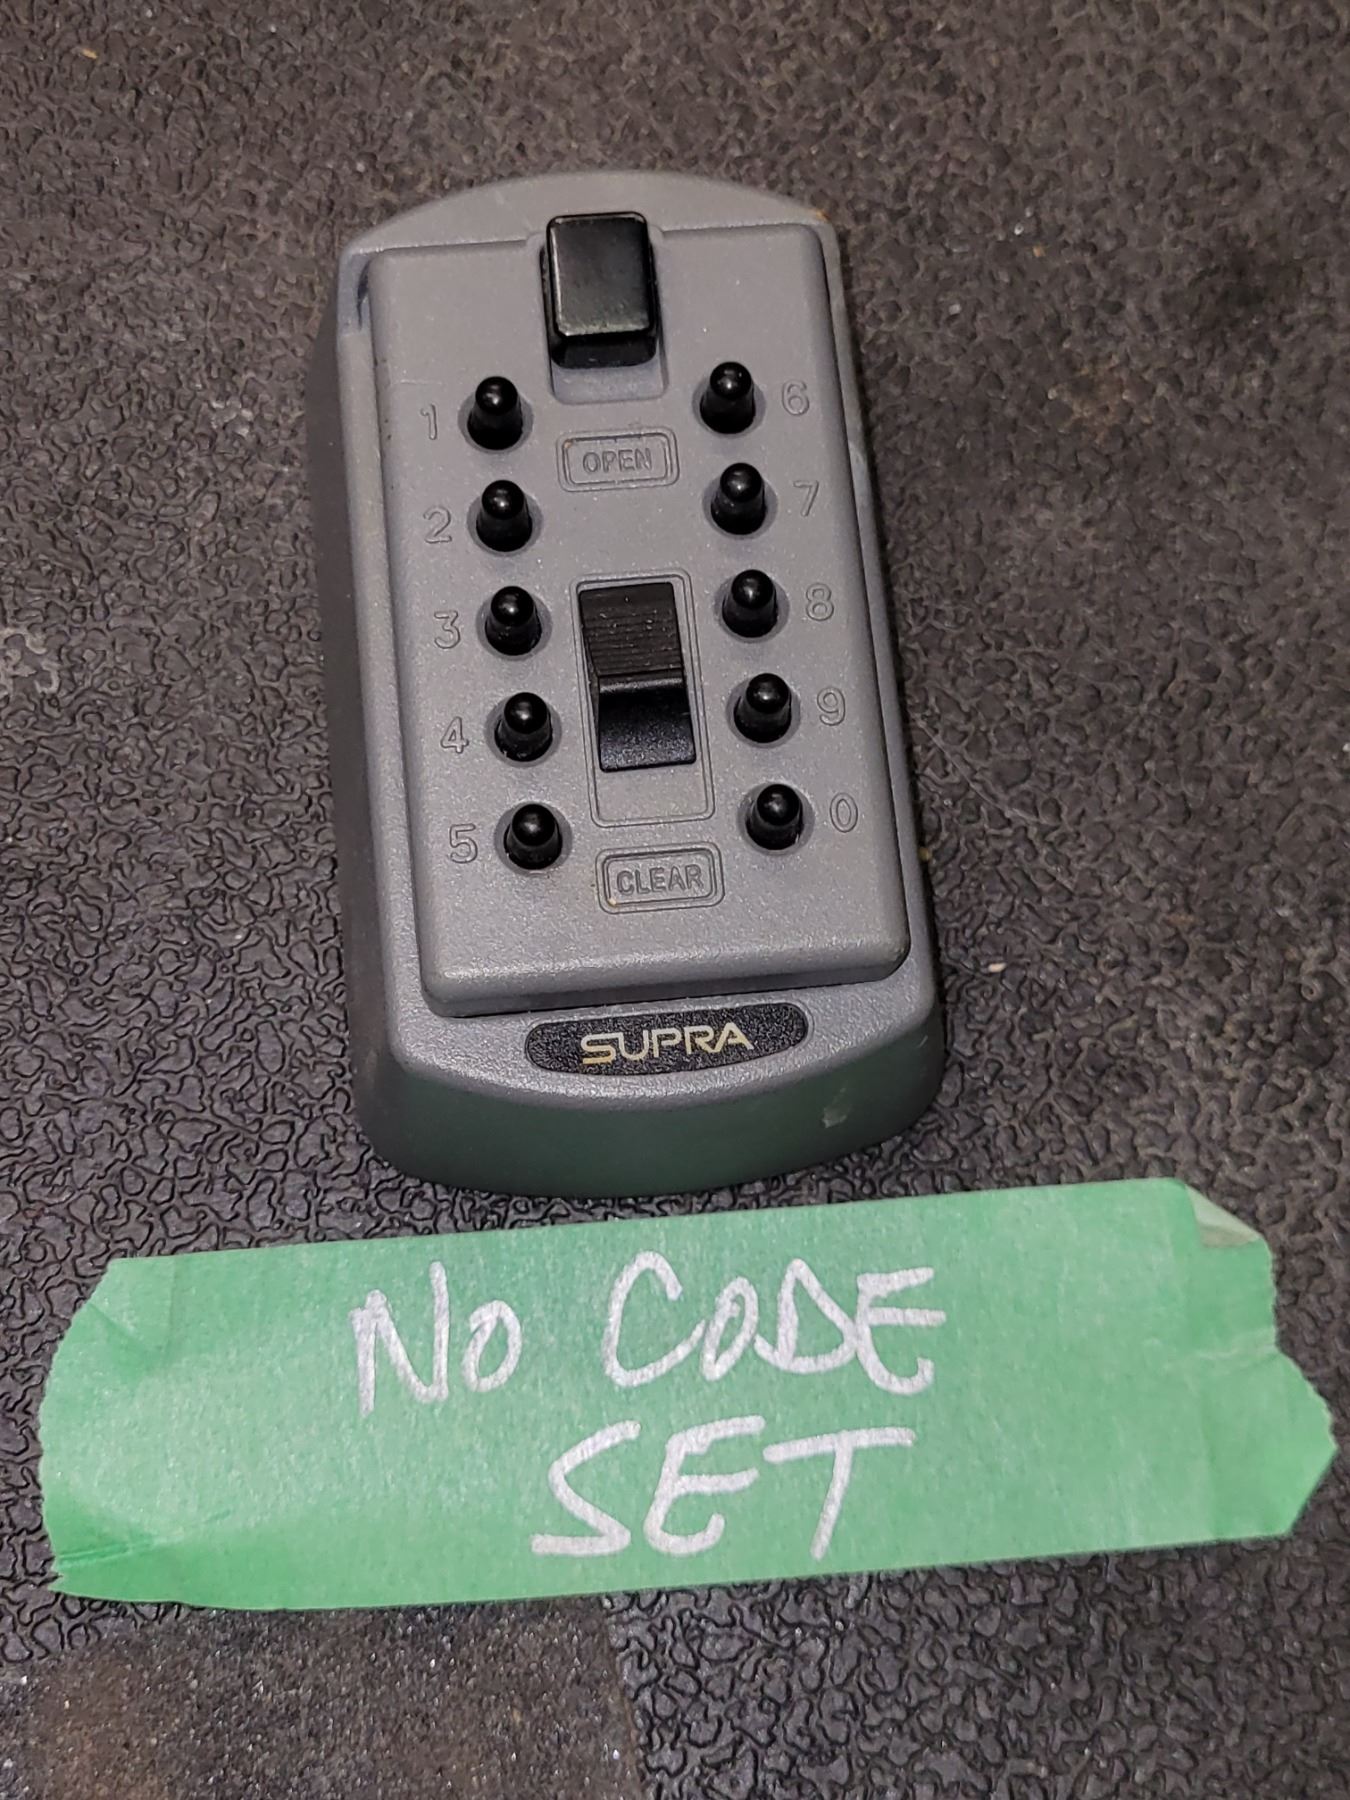 1 6
OPEN
2 7
3 8
4 9
5 0
CLEAR
SUPRA
NO CODE
SET